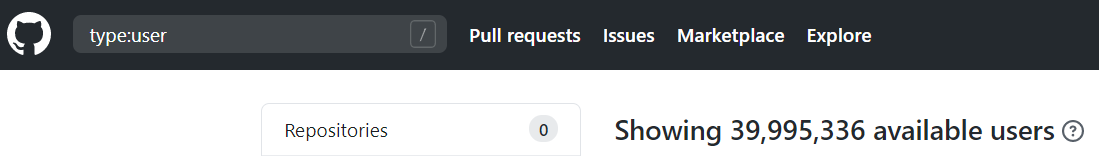 type:user / Pull requests Issues Marketplace Explore
Repositories 0 Showing 39,995,336 available users ?